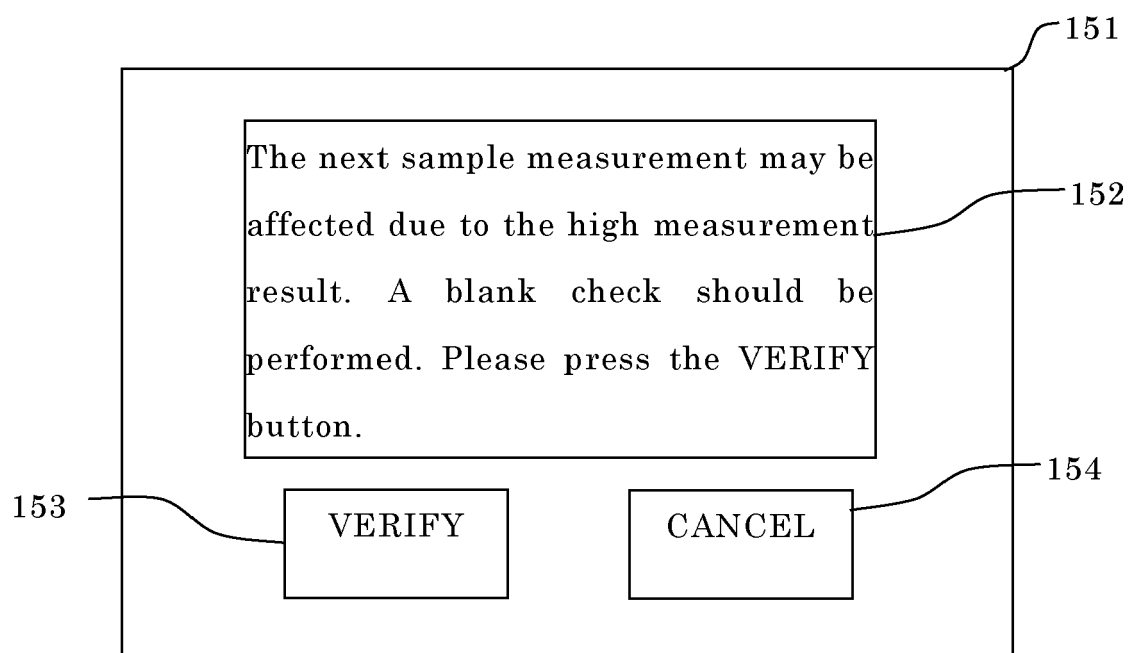 151
The next sample measurement may be
affected due to the high measurement
152
result. A blank check should be
performed. Please press the VERIFY
button.
153
VERIFY
CANCEL
154